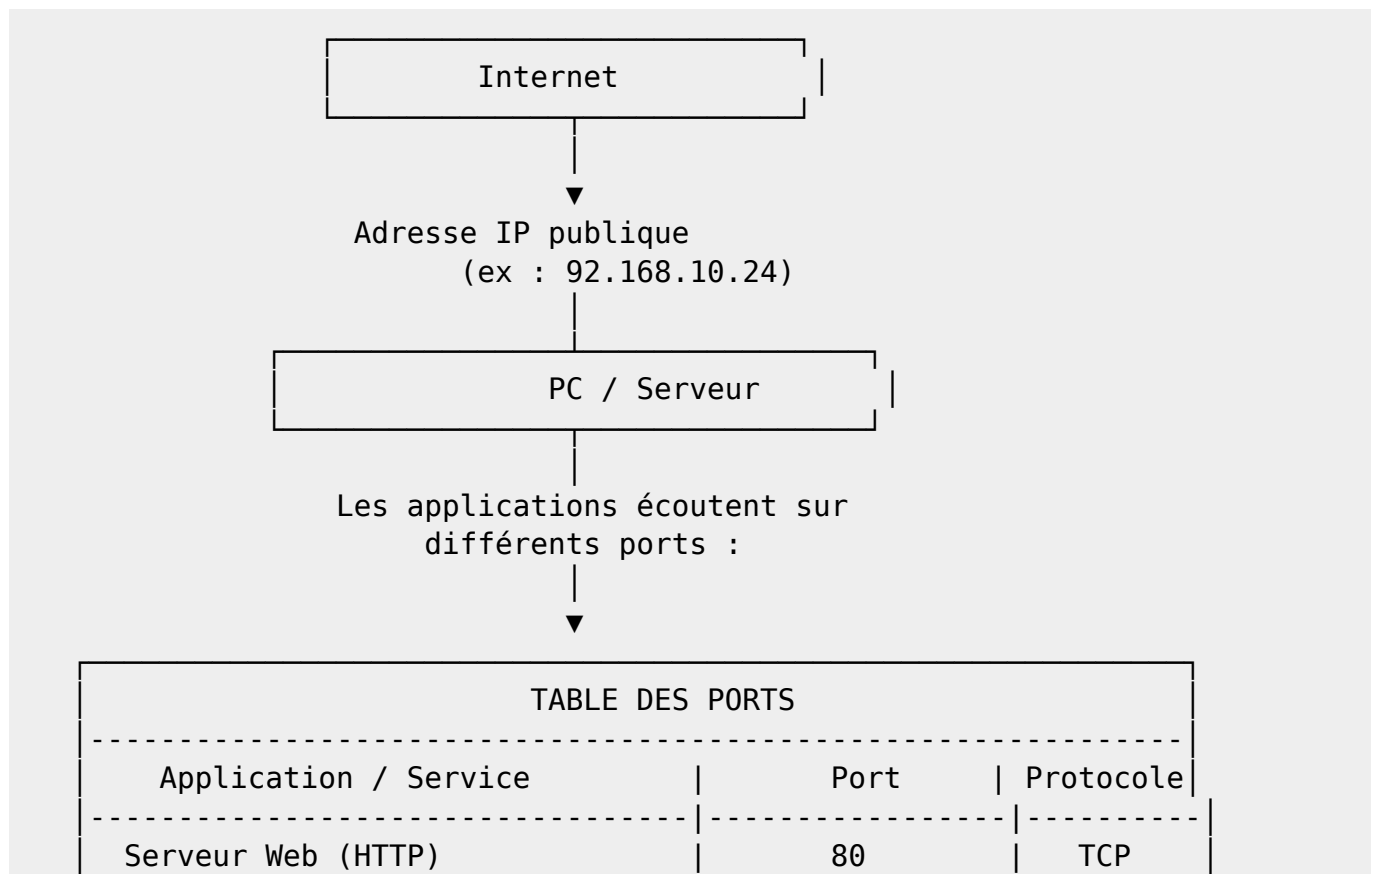 Internet
Adresse IP publique
(ex : 92.168.10.24)
PC / Serveur
Les applications écoutent sur
différents ports :
TABLE DES PORTS
Application / Service | Port | Protocole
Serveur Web (HTTP) | 80 | TCP